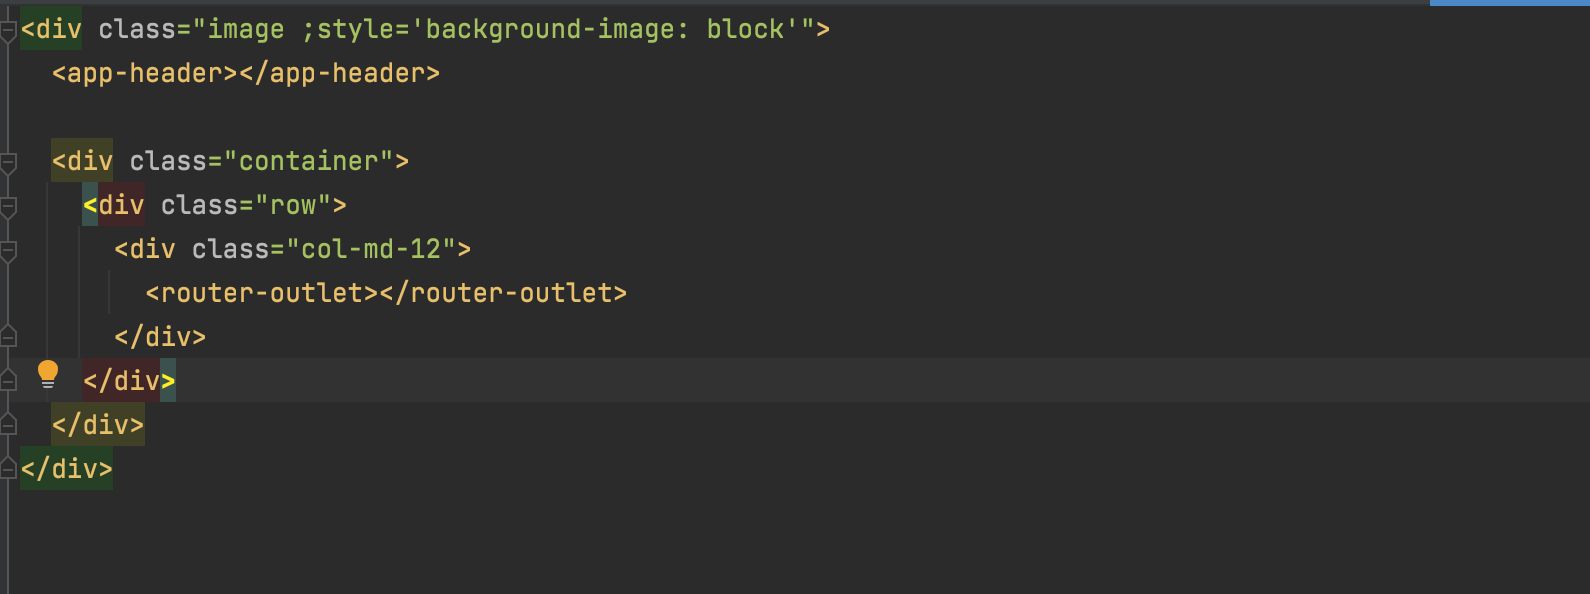 <div class="image ;style='background-image: block'">
<app-header></app-header>
<div class="container">
<div class="row">
<div class="col-md-12">
<router-outlet></router-outlet>
</div>
</div>
</div>
</div>